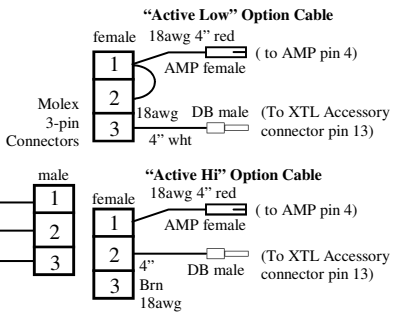 “Active Low” Option Cable
female 18awg 4” red
1 ( to AMP pin 4)
AMP female
2
Molex
3-pin
Connectors
18awg DB male (To XTL Accessory
3 connector pin 13)
4” wht
male “Active Hi” Option Cable
female 18awg 4” red
1
1 ( to AMP pin 4)
AMP female
2
2 (To XTL Accessory
4” DB male connector pin 13)
3
3 Brn
18awg